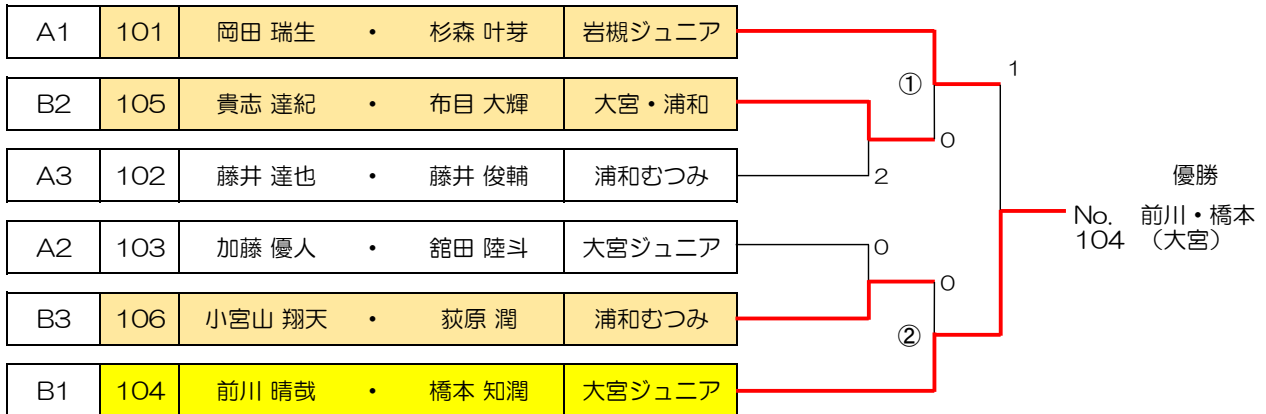 A1 101 岡田 瑞生 ・ 杉森 叶芽 岩槻ジュニア
1
①
B2 105 貴志 達紀 ・ 布目 大輝 大宮・浦和
0
A3 102 藤井 達也 ・ 藤井 俊輔 浦和むつみ
2
優勝
No. 前川・橋本
104 （大宮）
A2 103 加藤 優人 ・ 舘田 陸斗 大宮ジュニア
0
0
B3 106 小宮山 翔天 ・ 荻原 潤 浦和むつみ
②
B1 104 前川 晴哉 ・ 橋本 知潤 大宮ジュニア